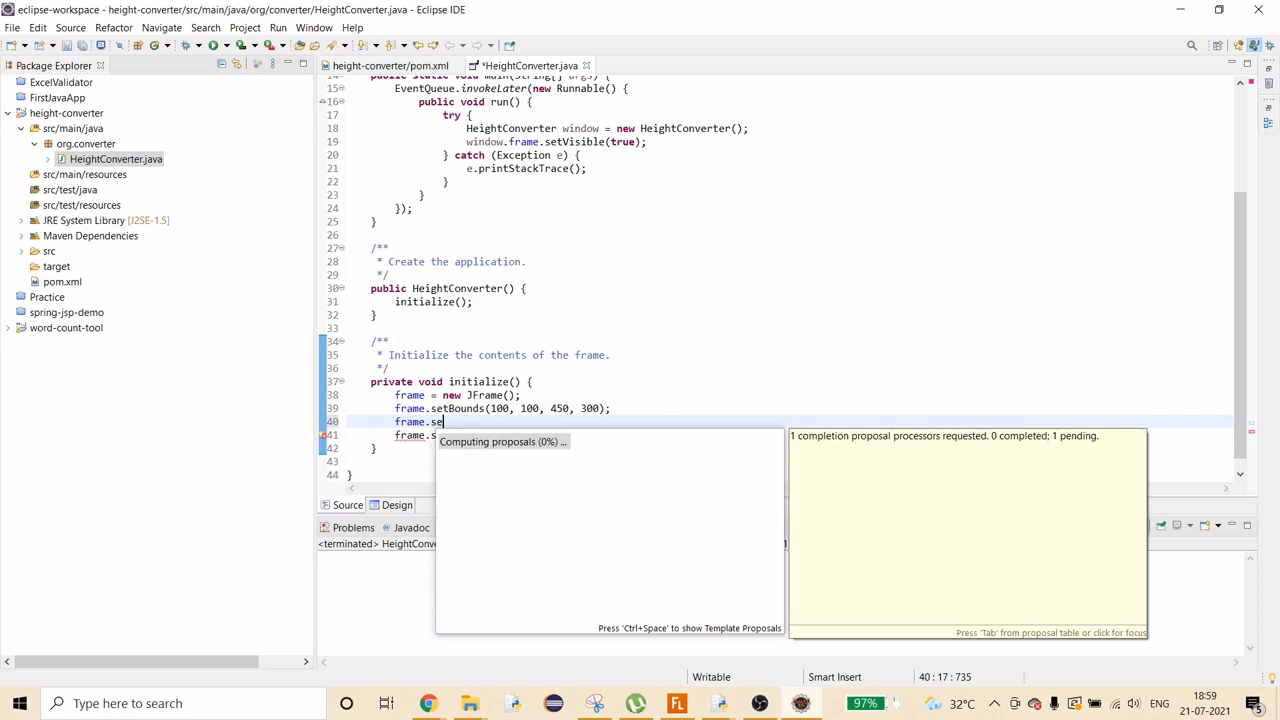 eclipse-workspace - height-converter/src/main/java/org/converter/HeightConverter.java - Eclipse IDE
File Edit Source Refactor Navigate Search Project Run Window Help
Package Explorer
height-converter/pom.xml
*HeightConverter.java
ExcelValidator
FirstJavaApp
height-converter
src/main/java
org.converter
HeightConverter.java
src/main/resources
src/test/java
src/test/resources
JRE System Library [J2SE-1.5]
Maven Dependencies
src
target
pom.xml
Practice
spring-jsp-demo
word-count-tool
14 public static void main(String[] args) {
15 EventQueue.invokeLater(new Runnable() {
16 public void run() {
17 try {
18 HeightConverter window = new HeightConverter();
19 window.frame.setVisible(true);
20 } catch (Exception e) {
21 e.printStackTrace();
22 }
23 }
24 });
25 }
26
27 /**
28 * Create the application.
29 */
30 public HeightConverter() {
31 initialize();
32 }
33
34 /**
35 * Initialize the contents of the frame.
36 */
37 private void initialize() {
38 frame = new JFrame();
39 frame.setBounds(100, 100, 450, 300);
40 frame.se
41 frame.s
42 }
43
44 }
Computing proposals (0%) ...
Press 'Ctrl+Space' to show Template Proposals
1 completion proposal processors requested. 0 completed; 1 pending.
Press 'Tab' from proposal table or click for focus
Source Design
Problems Javadoc
<terminated> HeightConve
Writable Smart Insert 40 : 17 : 735
Type here to search
97%
32°C
18:59
21-07-2021
5